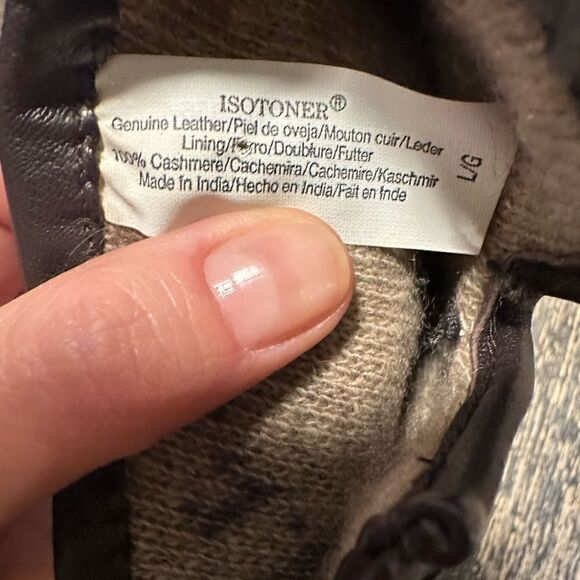 ISOTONER®
Genuine Leather/Piel de oveja/Mouton cuir/Leder
Lining/Forro/Doublure/Futter
100% Cashmere/Cachemira/Cachemire/Kaschmir
Made in India/Hecho en India/Fait en Inde
L/G